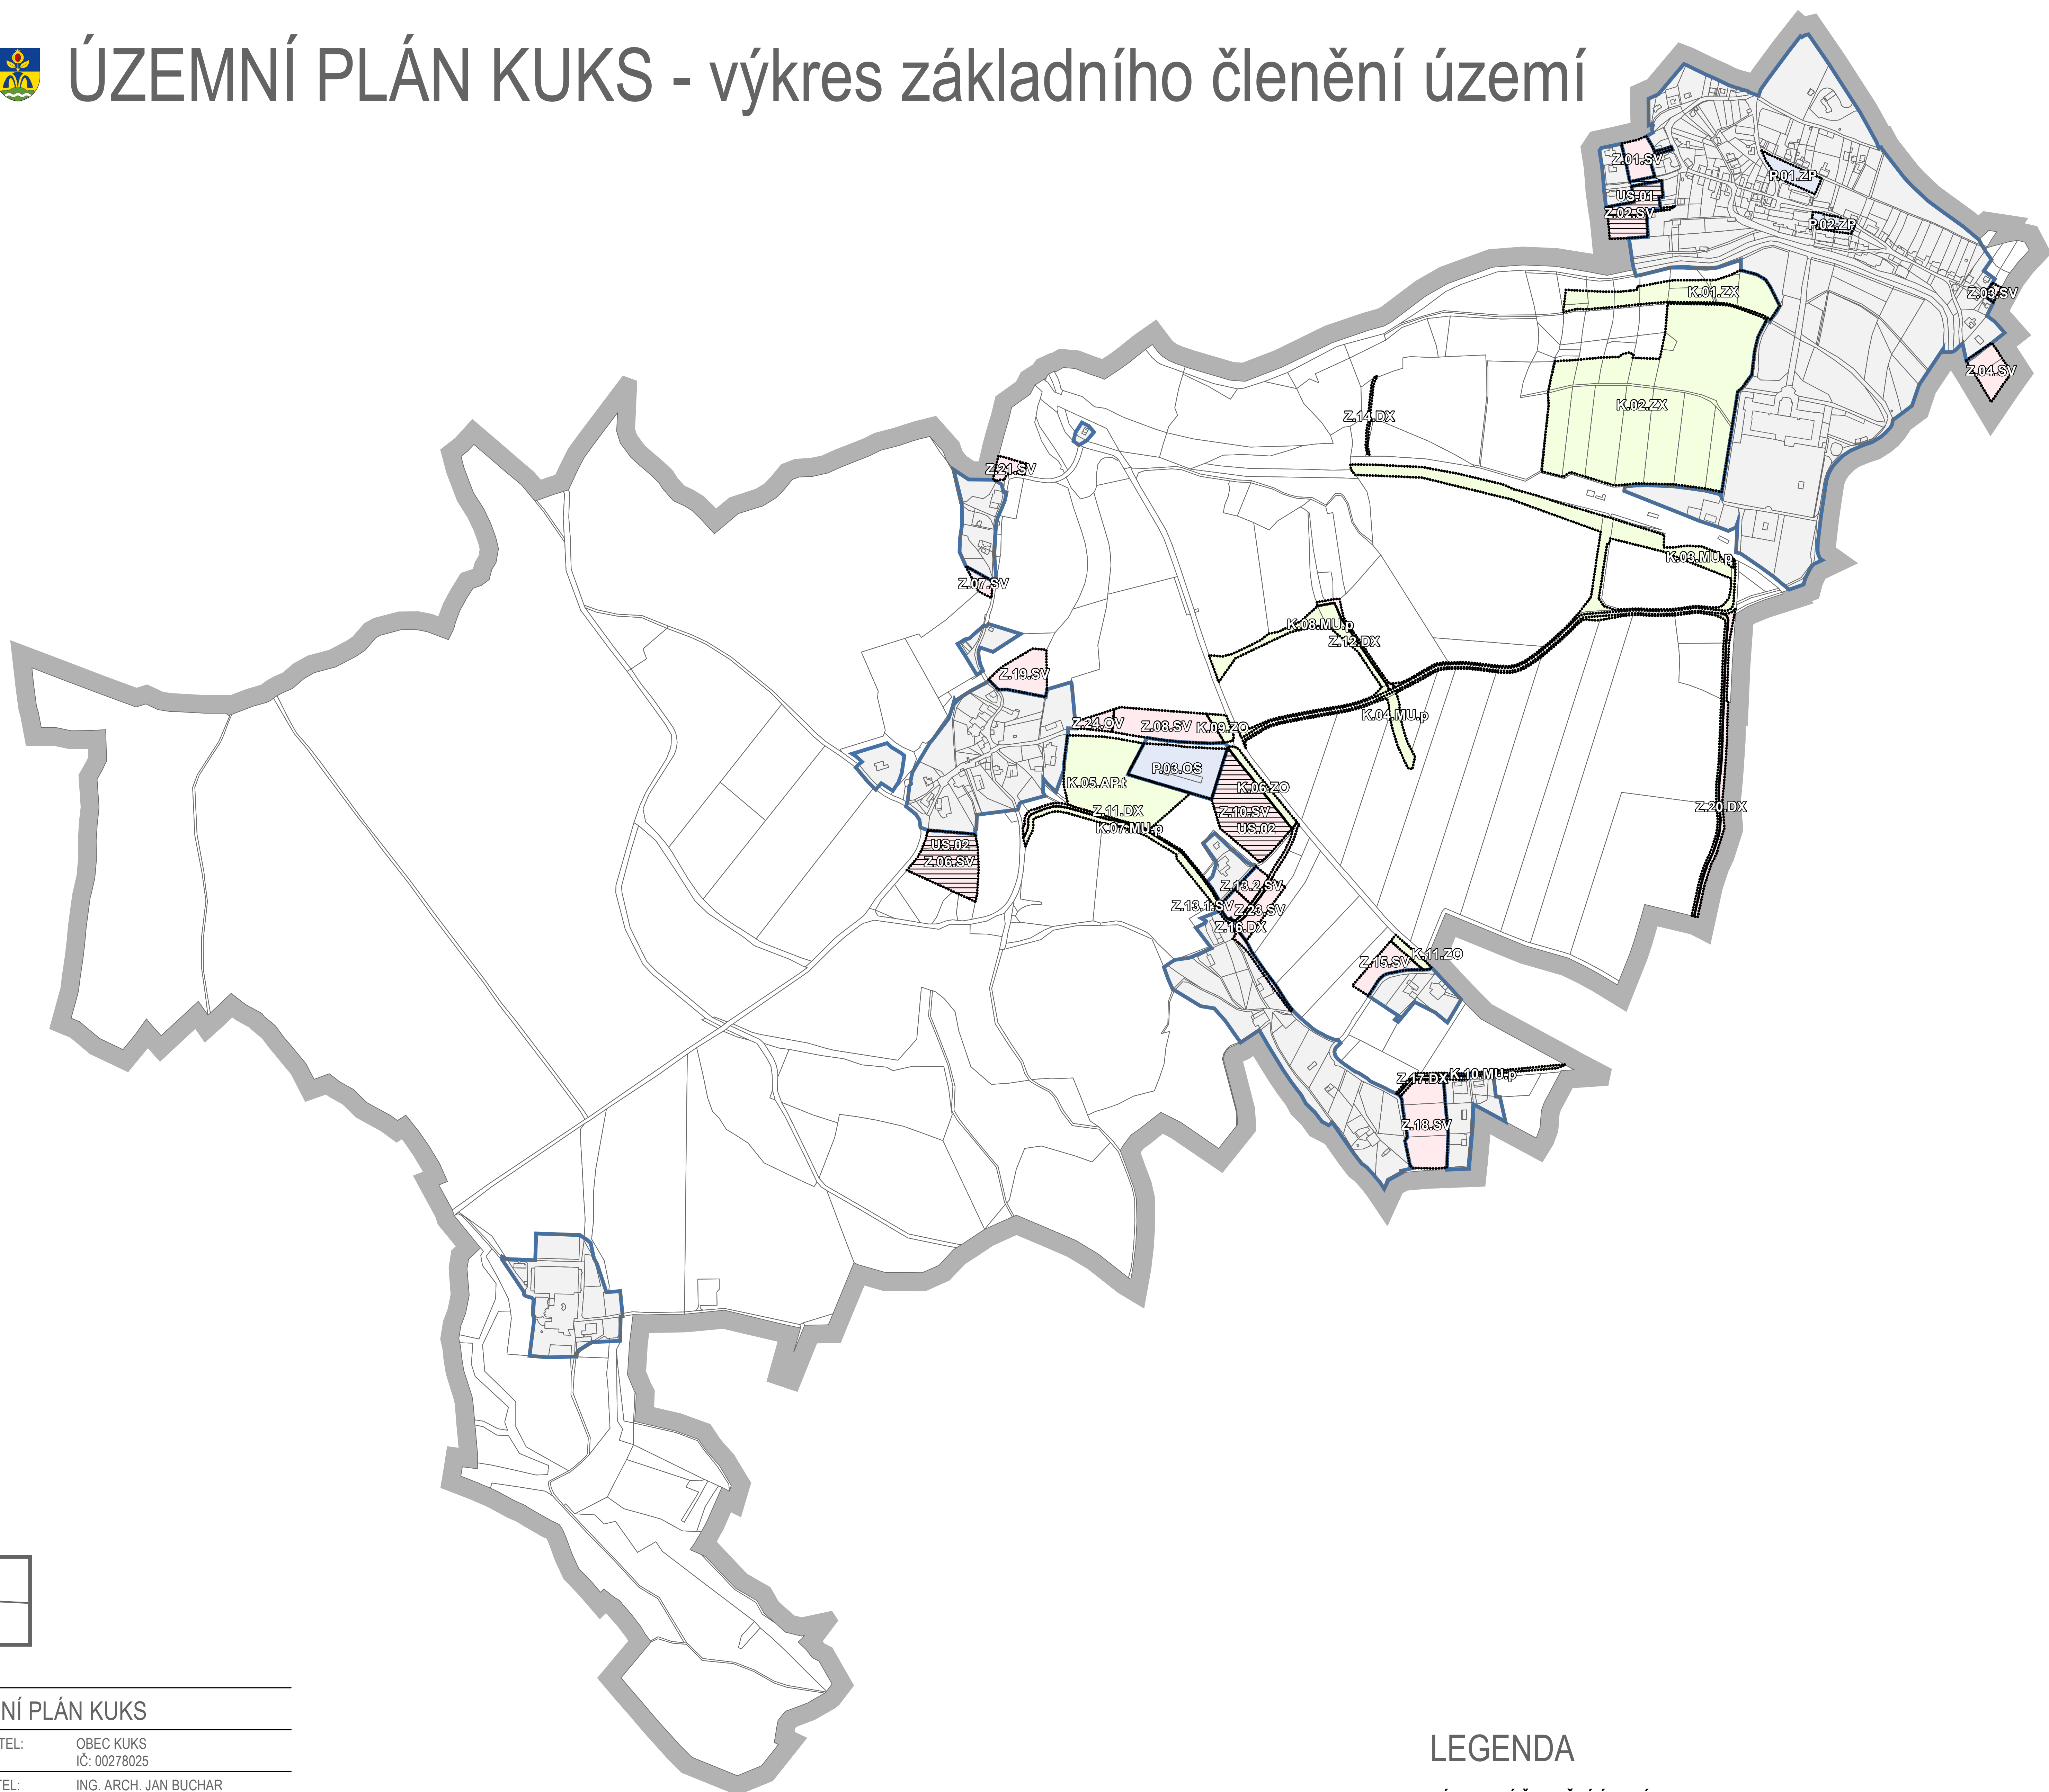 ÚZEMNÍ PLÁN KUKS - výkres základního členění území
Z.01.SV
P.01.ZP
US.01
Z.02.SV
P.02.ZP
K.01.ZX
Z.03.SV
Z.04.SV
K.02.ZX
Z.14.DX
Z.21.SV
K.03.MU.p
Z.07.SV
K.08.MU.p
Z.12.DX
Z.19.SV
K.04.MU.p
Z.24.OV
Z.08.SV
K.09.ZO
P.03.OS
K.05.AP.t
K.06.ZO
Z.20.DX
Z.11.DX
Z.10.SV
K.07.MU.p
US.02
US.02
Z.06.SV
Z.13.2.SV
Z.13.1.SV
Z.23.SV
Z.16.DX
K.11.ZO
Z.15.SV
Z.17.DX
K.10.MU.p
Z.18.SV
NÍ PLÁN KUKS
TEL: OBEC KUKS
IČ: 00278025
TEL: ING. ARCH. JAN BUCHAR
LEGENDA